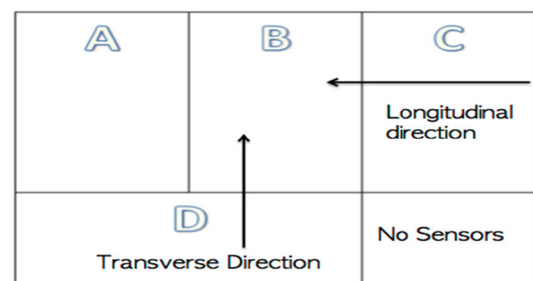 A
B
C
Longitudinal
direction
D
No Sensors
Transverse Direction